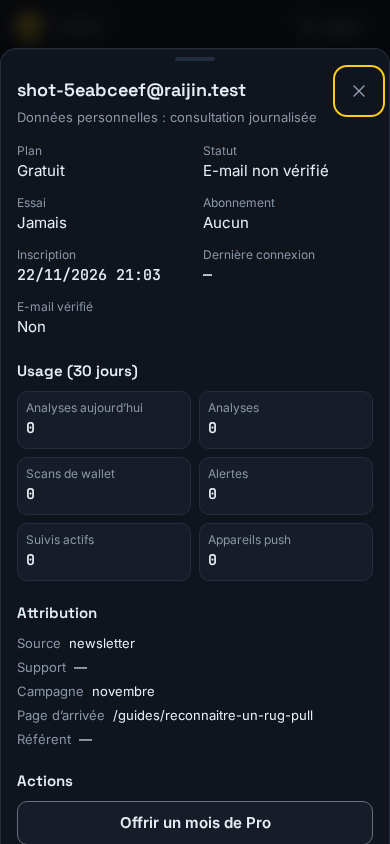 shot-5eabceef@raijin.test
Données personnelles : consultation journalisée
Plan Statut
Gratuit E-mail non vérifié
Essai Abonnement
Jamais Aucun
Inscription Dernière connexion
22/11/2026 21:03 —
E-mail vérifié
Non
Usage (30 jours)
Analyses aujourd’hui Analyses
0 0
Scans de wallet Alertes
0 0
Suivis actifs Appareils push
0 0
Attribution
Source newsletter
Support —
Campagne novembre
Page d’arrivée /guides/reconnaitre-un-rug-pull
Référent —
Actions
Offrir un mois de Pro